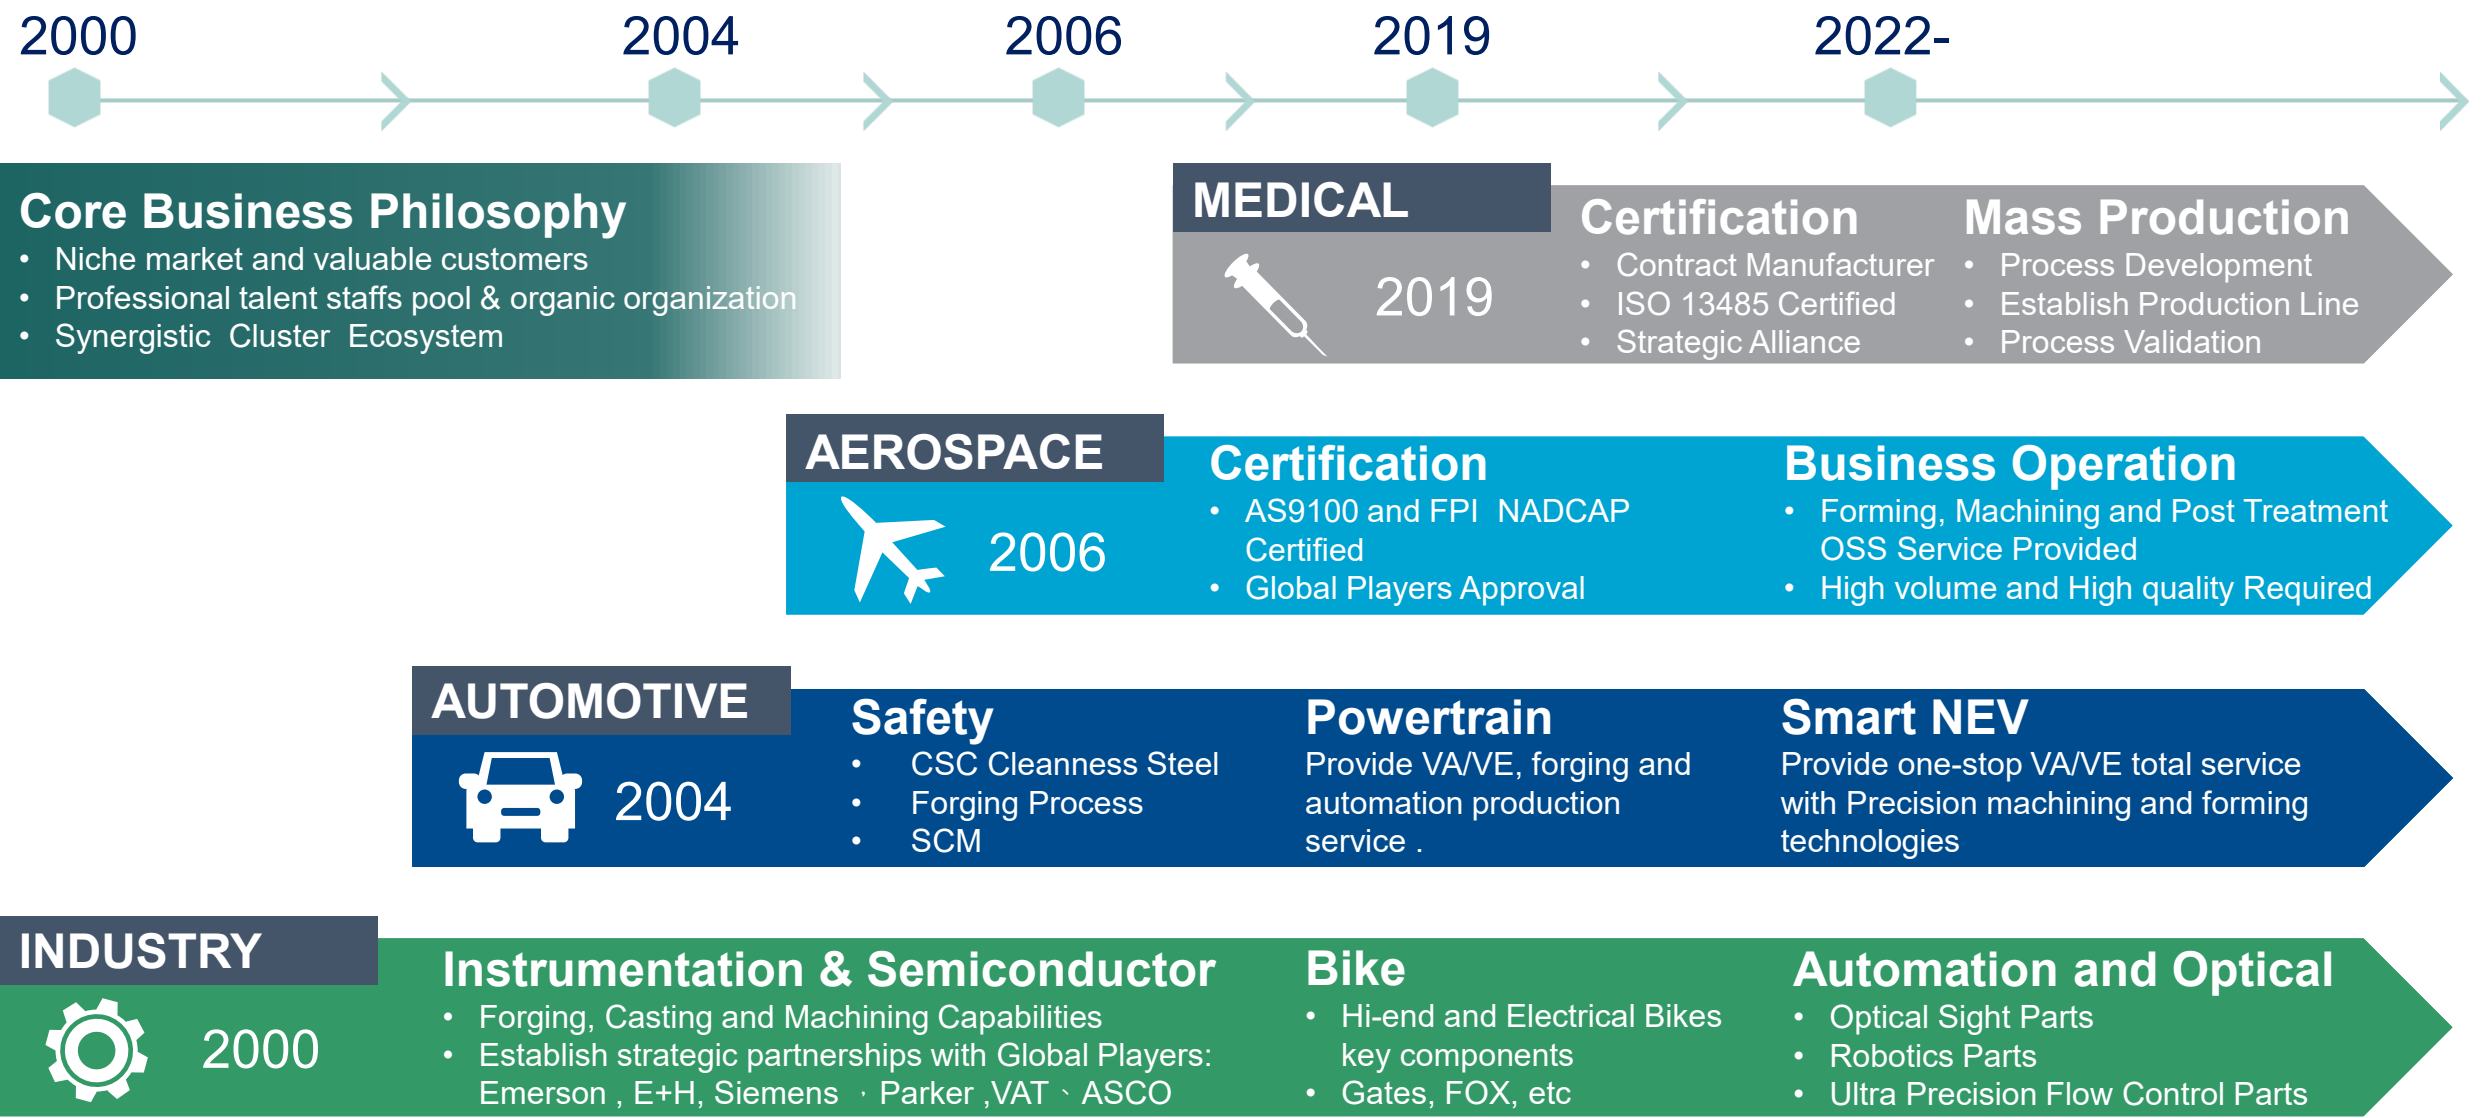 2000
2004
2006
2019
2022-
Core Business Philosophy
• Niche market and valuable customers
• Professional talent staffs pool & organic organization
• Synergistic Cluster Ecosystem
MEDICAL
2019
Certification
• Contract Manufacturer
• ISO 13485 Certified
• Strategic Alliance
Mass Production
• Process Development
• Establish Production Line
• Process Validation
AEROSPACE
2006
Certification
• AS9100 and FPI NADCAP
Certified
• Global Players Approval
Business Operation
• Forming, Machining and Post Treatment
OSS Service Provided
• High volume and High quality Required
AUTOMOTIVE
2004
Safety
• CSC Cleanness Steel
• Forging Process
• SCM
Powertrain
Provide VA/VE, forging and
automation production
service .
Smart NEV
Provide one-stop VA/VE total service
with Precision machining and forming
technologies
INDUSTRY
2000
Instrumentation & Semiconductor
• Forging, Casting and Machining Capabilities
• Establish strategic partnerships with Global Players:
Emerson , E+H, Siemens ，Parker ,VAT、ASCO
Bike
• Hi-end and Electrical Bikes
key components
• Gates, FOX, etc
Automation and Optical
• Optical Sight Parts
• Robotics Parts
• Ultra Precision Flow Control Parts